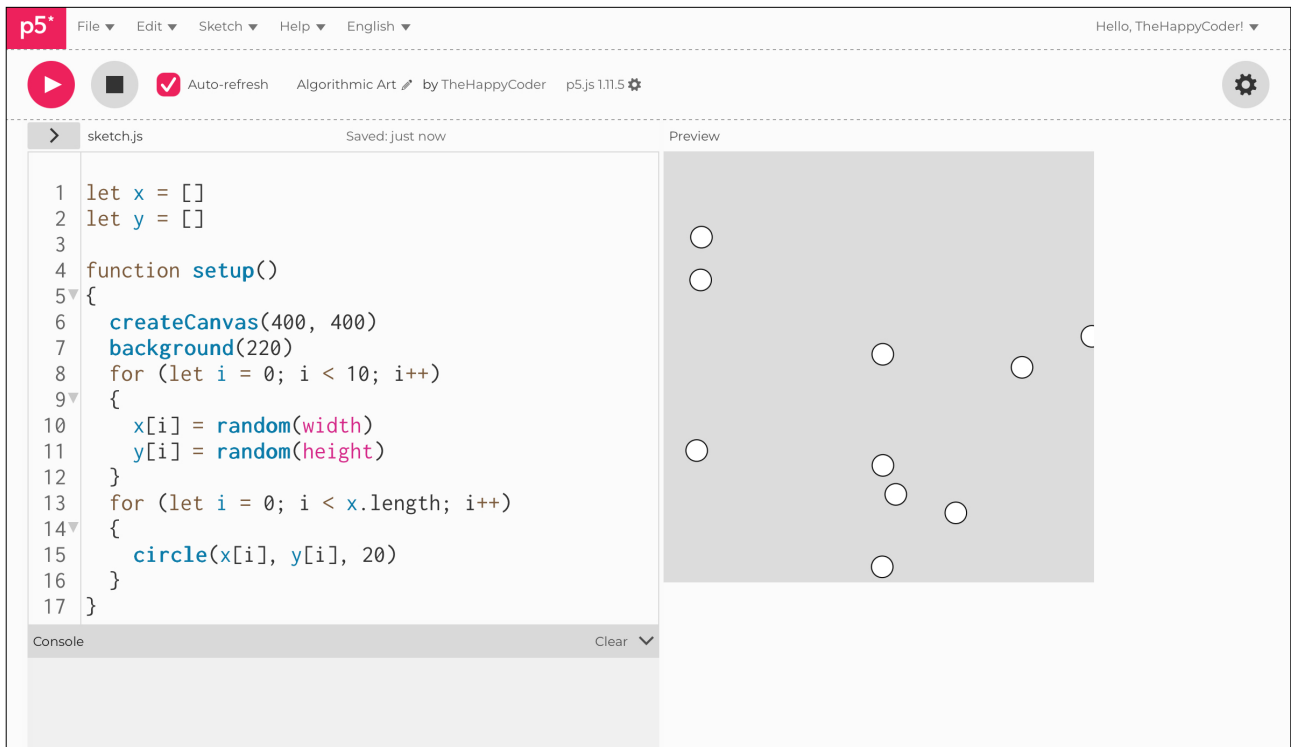 p5* File Edit Sketch Help English Hello, TheHappyCoder!
Auto-refresh Algorithmic Art by TheHappyCoder p5.js 1.11.5
sketch.js Saved: just now Preview
1 let x = []
2 let y = []
3
4 function setup()
5 {
6 createCanvas(400, 400)
7 background(220)
8 for (let i = 0; i < 10; i++)
9 {
10 x[i] = random(width)
11 y[i] = random(height)
12 }
13 for (let i = 0; i < x.length; i++)
14 {
15 circle(x[i], y[i], 20)
16 }
17 }
Console Clear